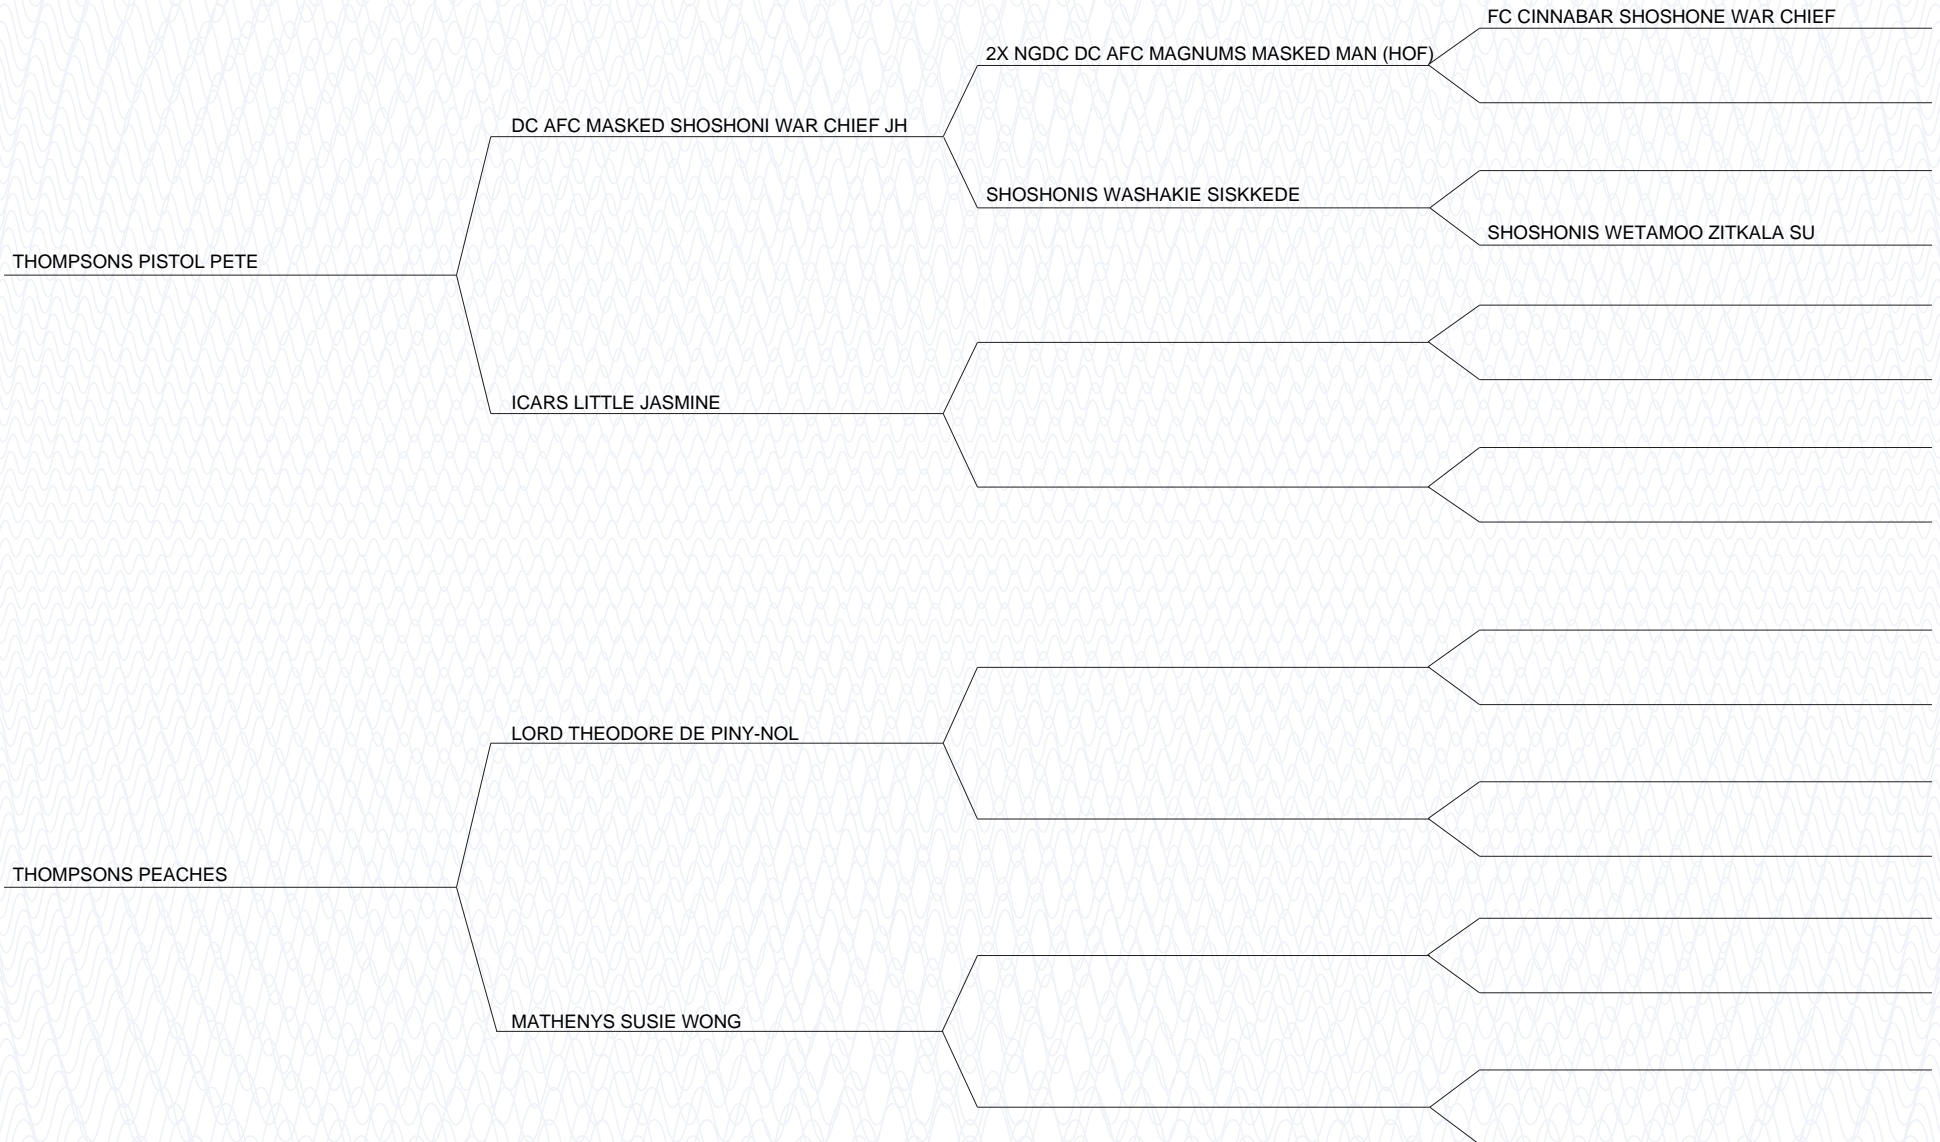 FC CINNABAR SHOSHONE WAR CHIEF
2X NGDC DC AFC MAGNUMS MASKED MAN (HOF)
DC AFC MASKED SHOSHONI WAR CHIEF JH
SHOSHONIS WASHAKIE SISKKEDE
SHOSHONIS WETAMOO ZITKALA SU
THOMPSONS PISTOL PETE
ICARS LITTLE JASMINE
LORD THEODORE DE PINY-NOL
THOMPSONS PEACHES
MATHENYS SUSIE WONG